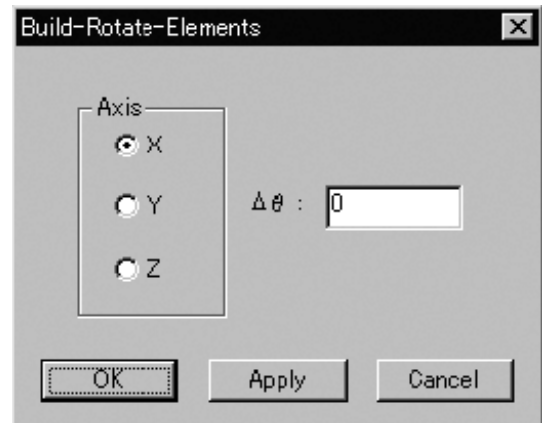 Build-Rotate-Elements
Axis
X
Y
Δθ : 0
Z
OK Apply Cancel